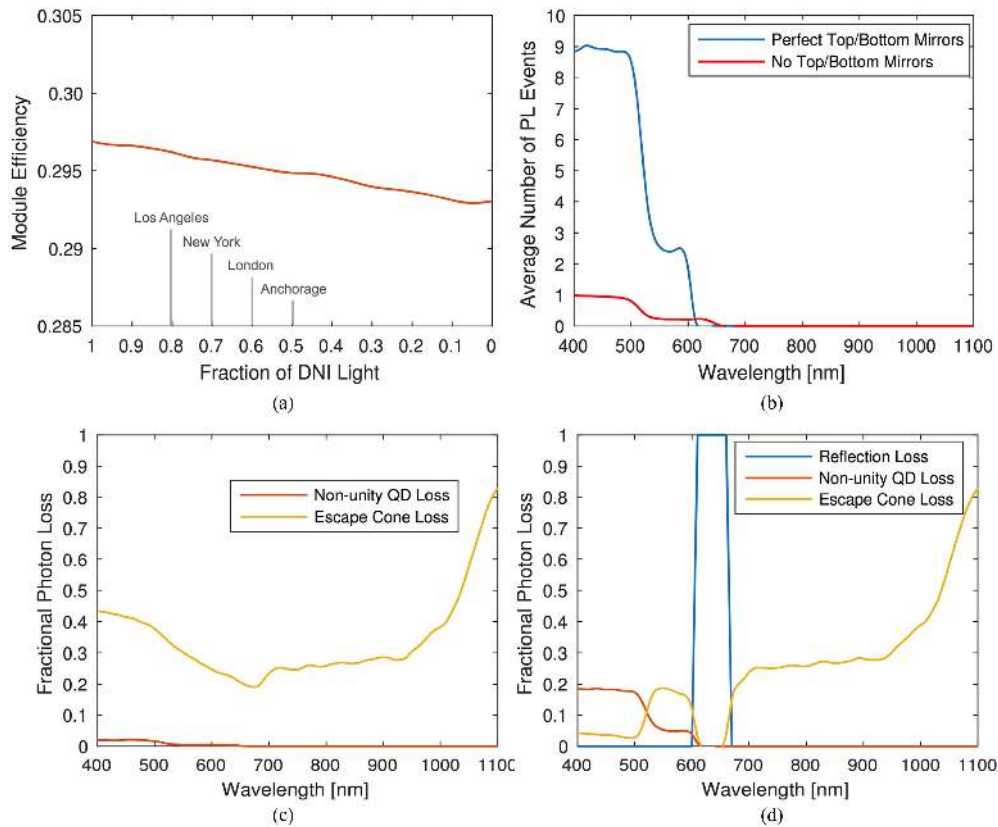 0.305
0.30
0.295
0.29
0.285
Module Efficiency
Los Angeles
New York
London
Anchorage
1 0.9 0.8 0.7 0.6 0.5 0.4 0.3 0.2 0.1 0
Fraction of DNI Light
(a)
10
9
8
7
6
5
4
3
2
1
0
Average Number of PL Events
Perfect Top/Bottom Mirrors
No Top/Bottom Mirrors
400 500 600 700 800 900 1000 1100
Wavelength [nm]
(b)
1
0.9
0.8
0.7
0.6
0.5
0.4
0.3
0.2
0.1
0
Fractional Photon Loss
Non-unity QD Loss
Escape Cone Loss
400 500 600 700 800 900 1000 1100
Wavelength [nm]
(c)
1
0.9
0.8
0.7
0.6
0.5
0.4
0.3
0.2
0.1
0
Fractional Photon Loss
Reflection Loss
Non-unity QD Loss
Escape Cone Loss
400 500 600 700 800 900 1000 1100
Wavelength [nm]
(d)